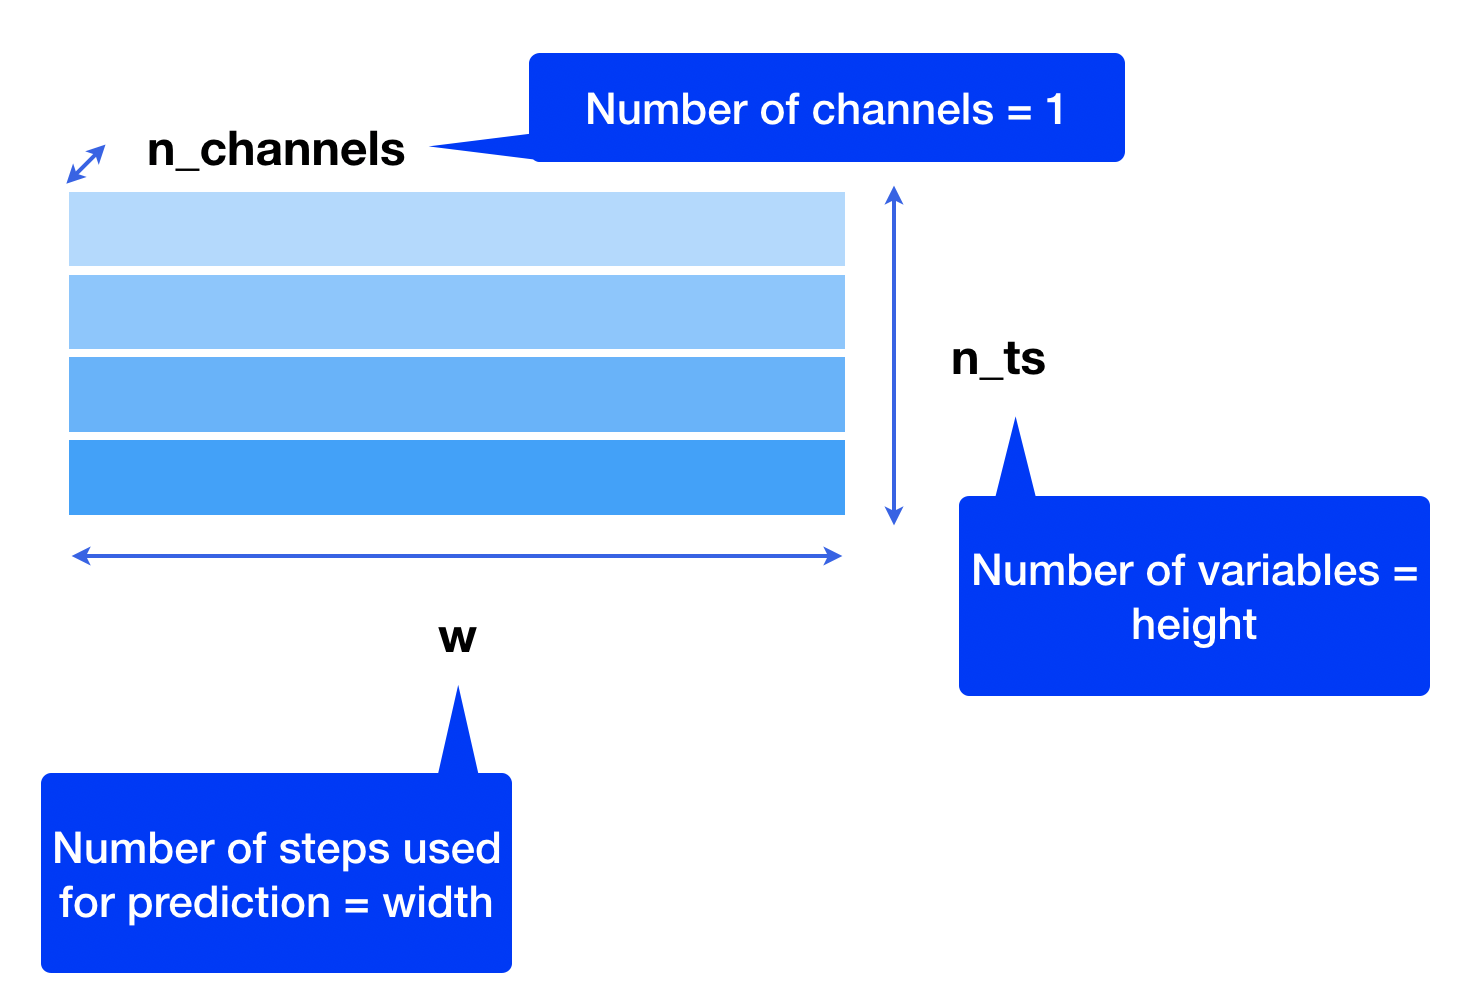 Number of channels = 1
n_channels
n_ts
Number of variables =
height
w
Number of steps used
for prediction = width